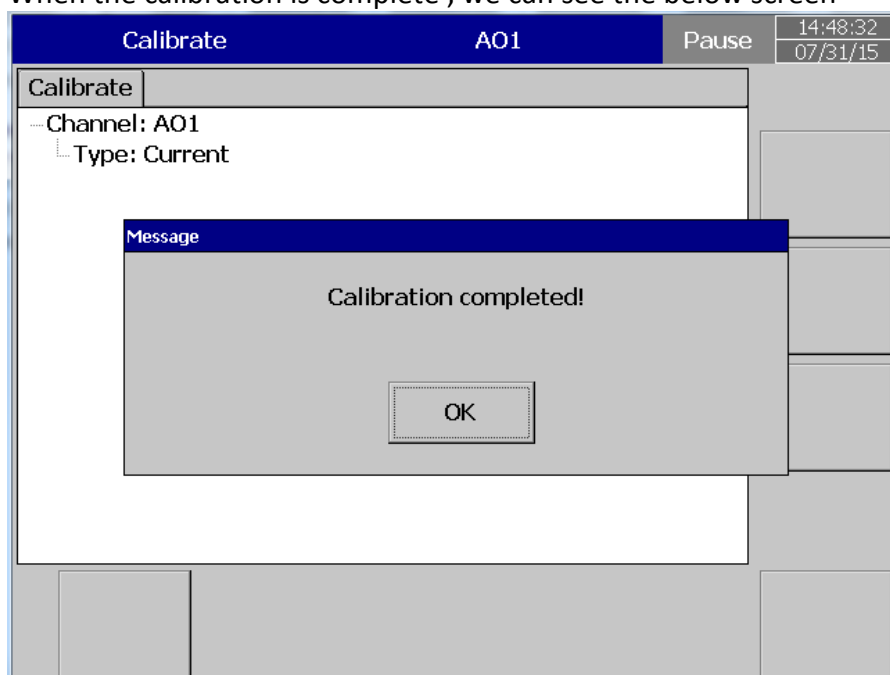 When the calibration is complete , we can see the below screen
Calibrate AO1 Pause 14:48:32
07/31/15
Calibrate
Channel: AO1
Type: Current
Message
Calibration completed!
OK